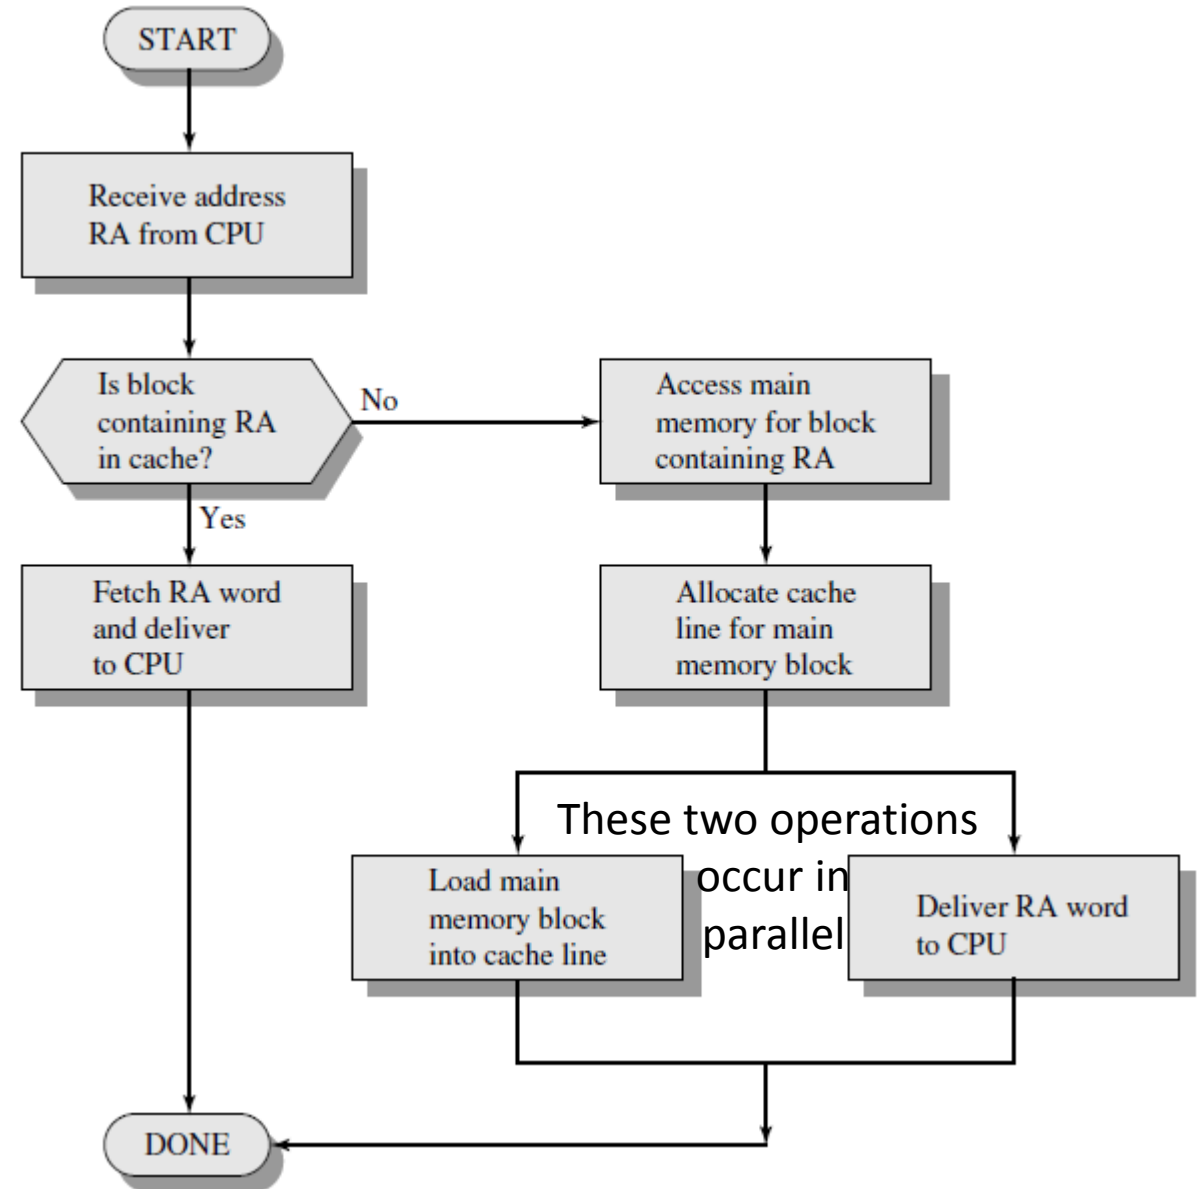 START
Receive address
RA from CPU
Is block
containing RA
in cache?
No
Access main
memory for block
containing RA
Yes
Fetch RA word
and deliver
to CPU
Allocate cache
line for main
memory block
These two operations
occur in
parallel
Load main
memory block
into cache line
Deliver RA word
to CPU
DONE